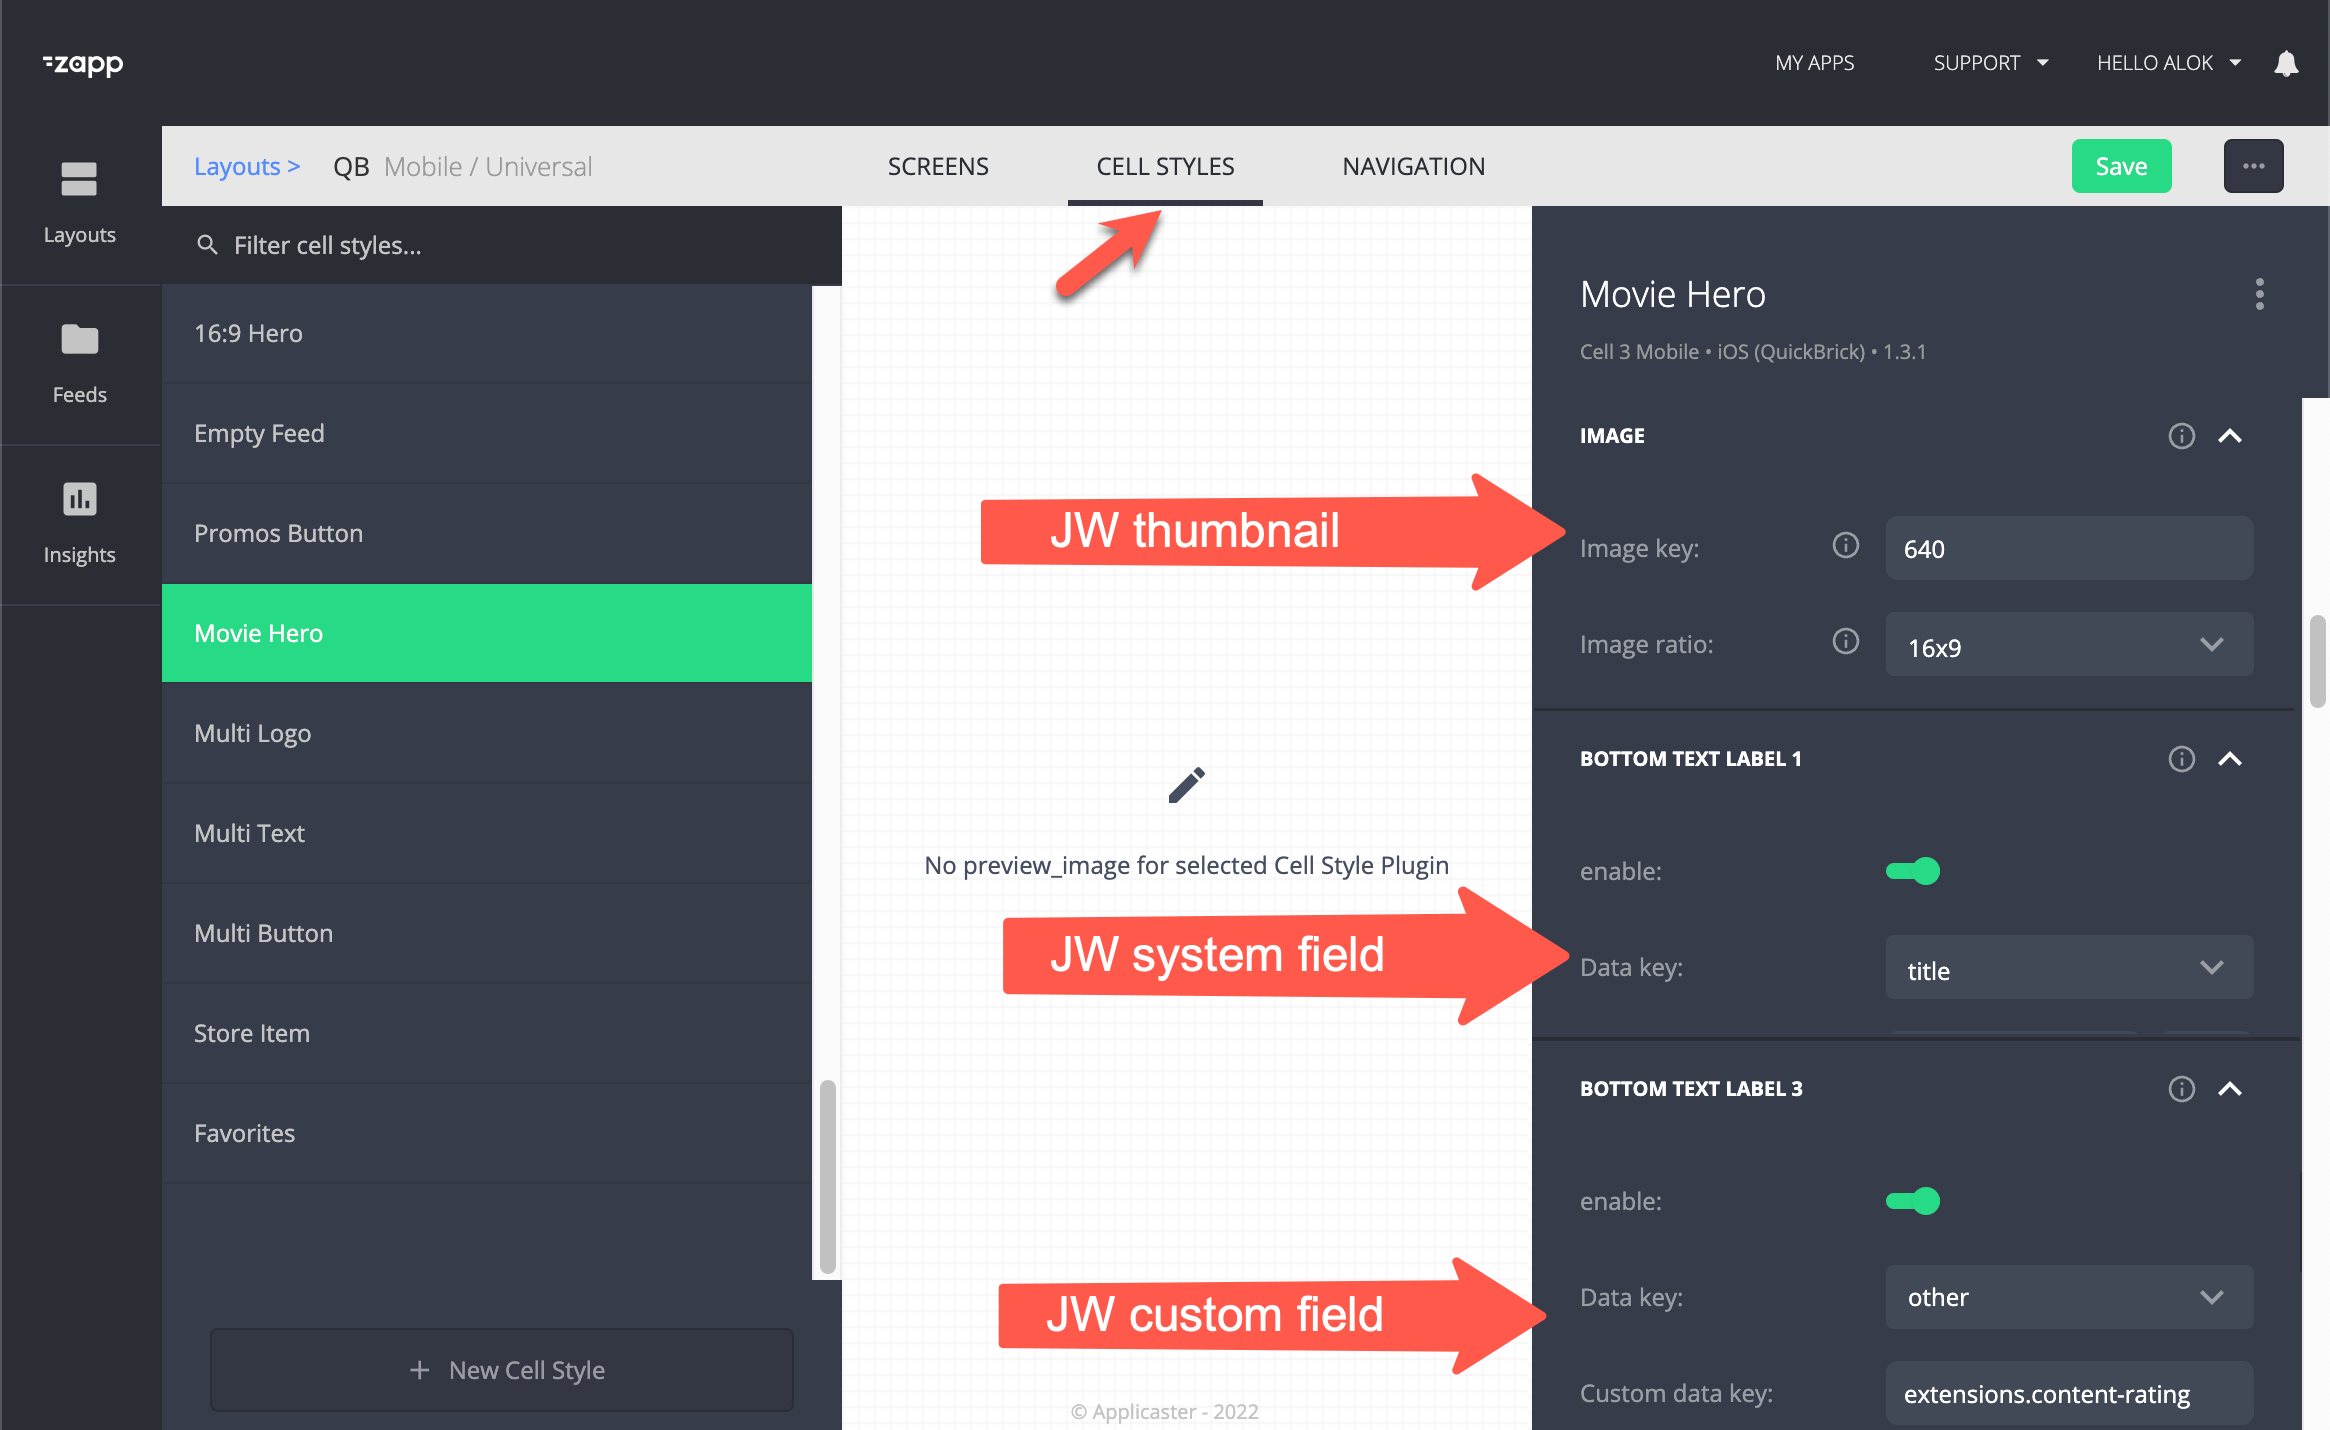 zapp
MY APPS
SUPPORT
HELLO ALOK
Layouts >
QB
Mobile / Universal
SCREENS
CELL STYLES
NAVIGATION
Save
Layouts
Feeds
Insights
Filter cell styles...
16:9 Hero
Empty Feed
Promos Button
Movie Hero
Multi Logo
Multi Text
Multi Button
Store Item
Favorites
+ New Cell Style
JW thumbnail
No preview_image for selected Cell Style Plugin
JW system field
JW custom field
© Applicaster - 2022
Movie Hero
Cell 3 Mobile • iOS (QuickBrick) • 1.3.1
IMAGE
Image key:
640
Image ratio:
16x9
BOTTOM TEXT LABEL 1
enable:
Data key:
title
BOTTOM TEXT LABEL 3
enable:
Data key:
other
Custom data key:
extensions.content-rating